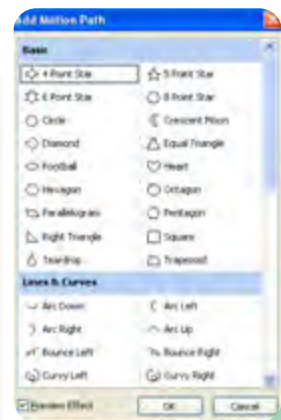 Add Motion Path
Basic
4 Point Star 5 Point Star
6 Point Star 8 Point Star
Circle Crescent Moon
Diamond Equal Triangle
Football Heart
Hexagon Octagon
Parallelogram Pentagon
Right Triangle Square
Teardrop Trapezoid
Lines & Curves
Arc Down Arc Left
Arc Right Arc Up
Bounce Left Bounce Right
Curvy Left Curvy Right
Preview Effect OK Cancel